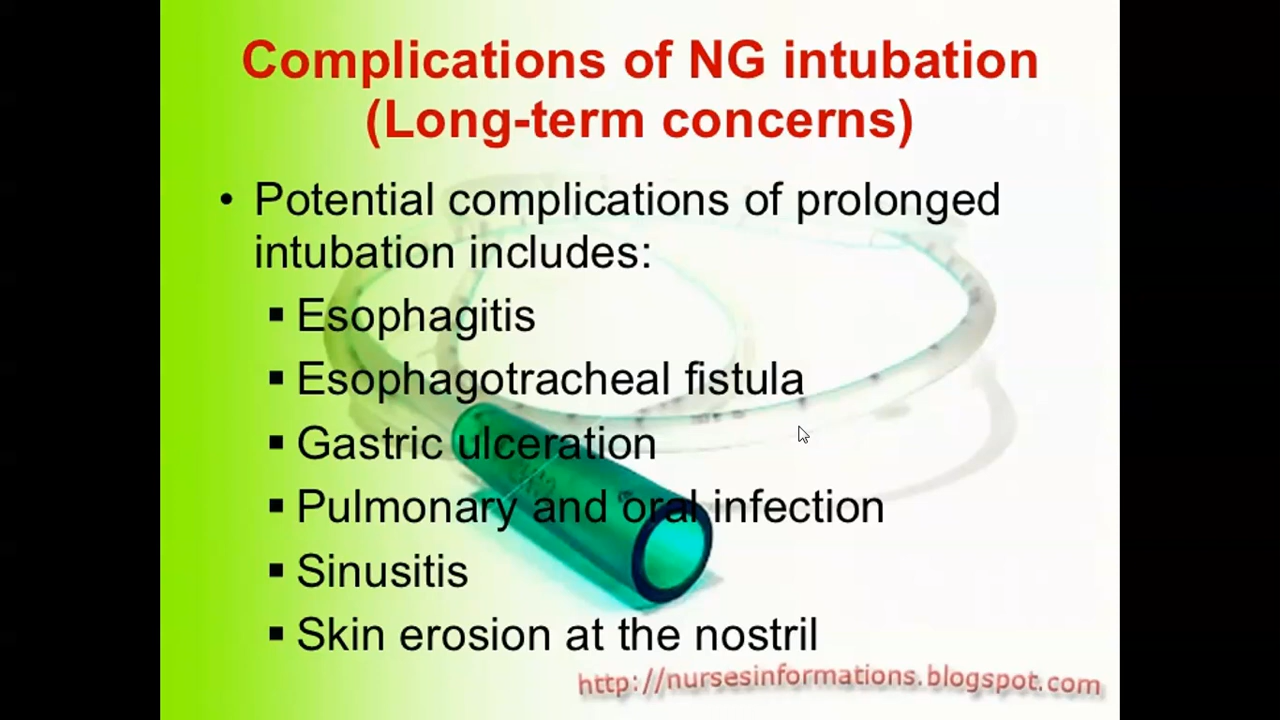 Complications of NG intubation
(Long-term concerns)
• Potential complications of prolonged
intubation includes:
▪ Esophagitis
▪ Esophagotracheal fistula
▪ Gastric ulceration
▪ Pulmonary and oral infection
▪ Sinusitis
▪ Skin erosion at the nostril
http://nursesinformations.blogspot.com